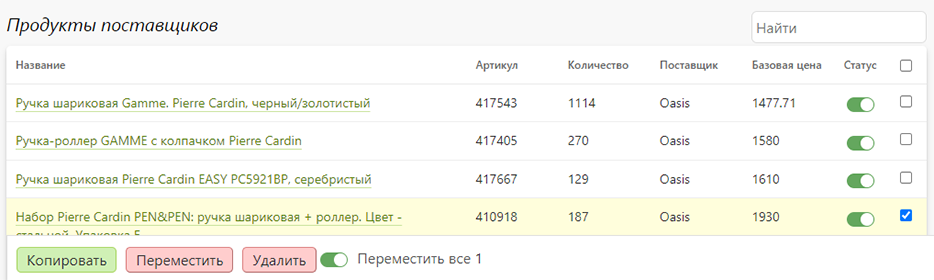 Продукты поставщиков
Найти
Название Артикул Количество Поставщик Базовая цена Статус
Ручка шариковая Gamme. Pierre Cardin, черный/золотистый 417543 1114 Oasis 1477.71
Ручка-роллер GAMME с колпачком Pierre Cardin 417405 270 Oasis 1580
Ручка шариковая Pierre Cardin EASY PC5921BP, серебристый 417667 129 Oasis 1610
Набор Pierre Cardin PEN&PEN: ручка шариковая + роллер. Цвет - 410918 187 Oasis 1930
стальной. Упаковка
Копировать Переместить Удалить Переместить все 1